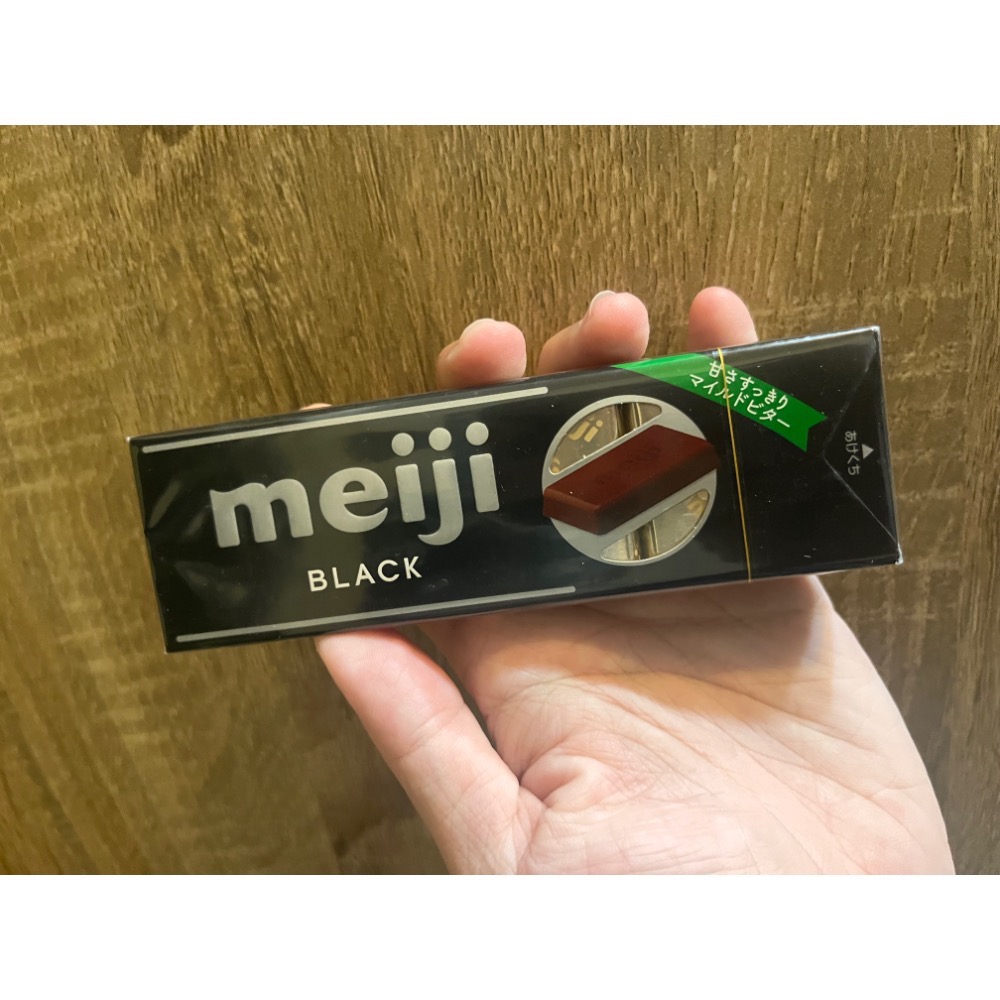 meiji
BLACK
甘さすっきり
マイルドビター
あけくち